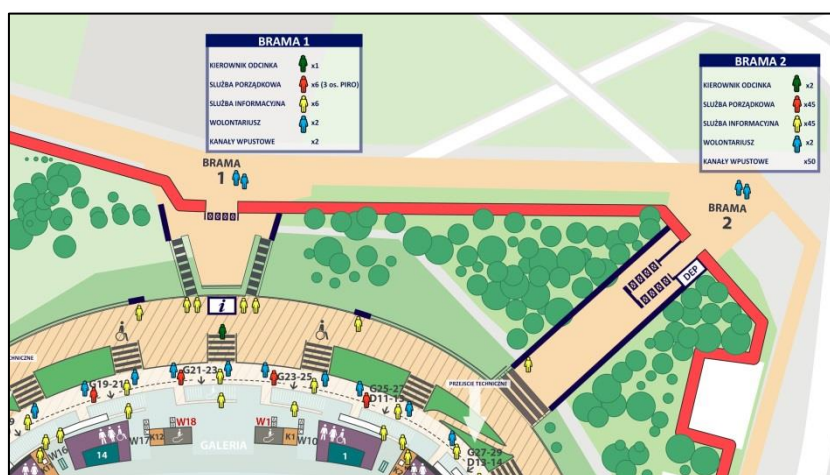 BRAMA 1
KIEROWNIK ODCINKA x1
SŁUŻBA PORZĄDKOWA x6 (3 os. PIRO)
SŁUŻBA INFORMACYJNA x6
WOLONTARIUSZ x2
KANAŁY WPUSTOWE x2
BRAMA 2
KIEROWNIK ODCINKA x2
SŁUŻBA PORZĄDKOWA x45
SŁUŻBA INFORMACYJNA x45
WOLONTARIUSZ x2
KANAŁY WPUSTOWE x50
BRAMA
1
BRAMA
2
DEP
i
PRZEJŚCIE TECHNICZNE
G19-21
G21-23
G23-25
G25-27
D11-13
G27-29
D13-14
W16
W17
K12
W18
GALERIA
W1
K1
W10
14
1